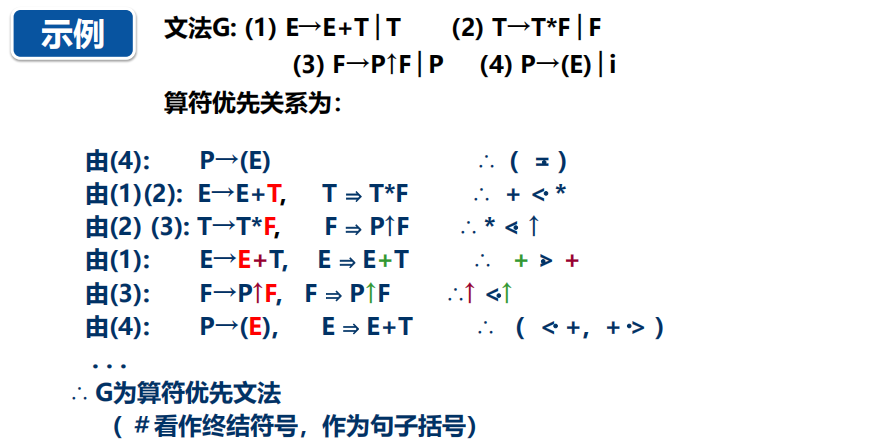 示例
文法G: (1) E→E+T|T (2) T→T*F|F
(3) F→P↑F|P (4) P→(E)|i
算符优先关系为：
由(4): P→(E) ∴ ( ≖ )
由(1)(2): E→E+T, T ⇒ T*F ∴ + ⋖ *
由(2) (3): T→T*F, F ⇒ P↑F ∴ * ⋖ ↑
由(1): E→E+T, E ⇒ E+T ∴ + ⋗ +
由(3): F→P↑F, F ⇒ P↑F ∴↑ ⋖↑
由(4): P→(E), E ⇒ E+T ∴ ( ⋖ +, + ⋗ )
...
∴ G为算符优先文法
（ #看作终结符号，作为句子括号）